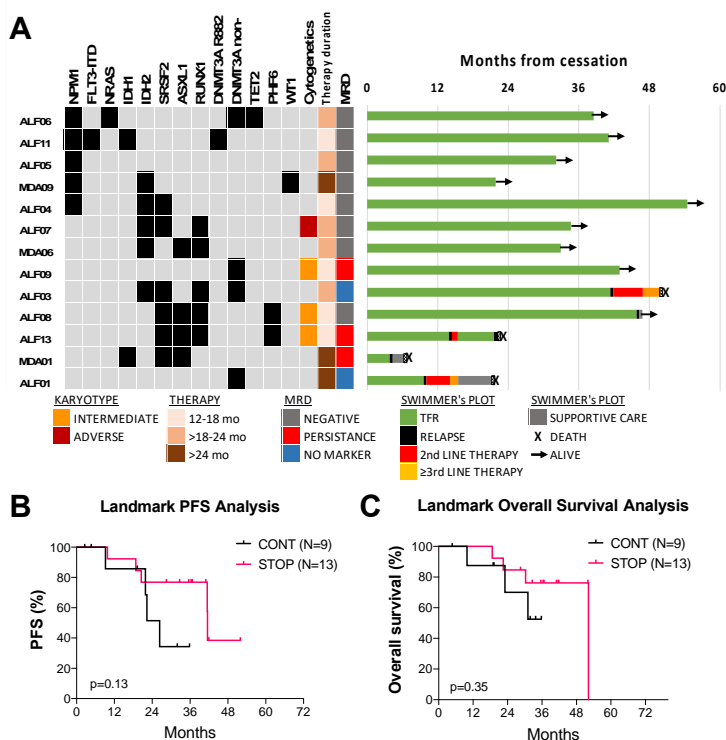 A
NPM1
FLT3-ITD
NRAS
IDH1
IDH2
SRSF2
ASXL1
RUNX1
DNMT3A R882
DNMT3A non-
TET2
PHF6
WT1
Cytogenetics
Therapy duration
MRD
Months from cessation
0 12 24 36 48 60
ALF06
ALF11
ALF05
MDA09
ALF04
ALF07
MDA06
ALF09
ALF03
X
ALF08
ALF13
X
MDA01
X
ALF01
X
KARYOTYPE THERAPY MRD SWIMMER's PLOT SWIMMER's PLOT
INTERMEDIATE 12-18 mo NEGATIVE TFR SUPPORTIVE CARE
ADVERSE >18-24 mo PERSISTANCE RELAPSE X DEATH
>24 mo NO MARKER 2nd LINE THERAPY ALIVE
≥3rd LINE THERAPY
B
Landmark PFS Analysis
CONT (N=9)
STOP (N=13)
PFS (%)
100
80
60
40
20
0
p=0.13
0 12 24 36 48 60 72
Months
C
Landmark Overall Survival Analysis
CONT (N=9)
STOP (N=13)
Overall survival (%)
100
80
60
40
20
0
p=0.35
0 12 24 36 48 60 72
Months